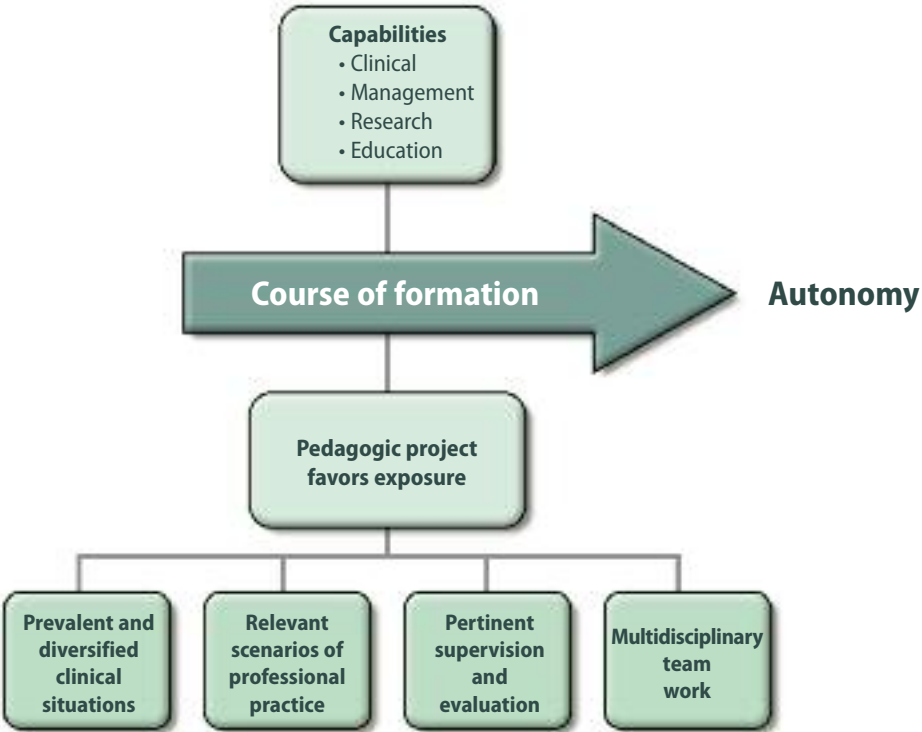 Capabilities
• Clinical
• Management
• Research
• Education
Course of formation
Autonomy
Pedagogic project
favors exposure
Prevalent and
diversified
clinical
situations
Relevant
scenarios of
professional
practice
Pertinent
supervision
and
evaluation
Multidisciplinary
team
work